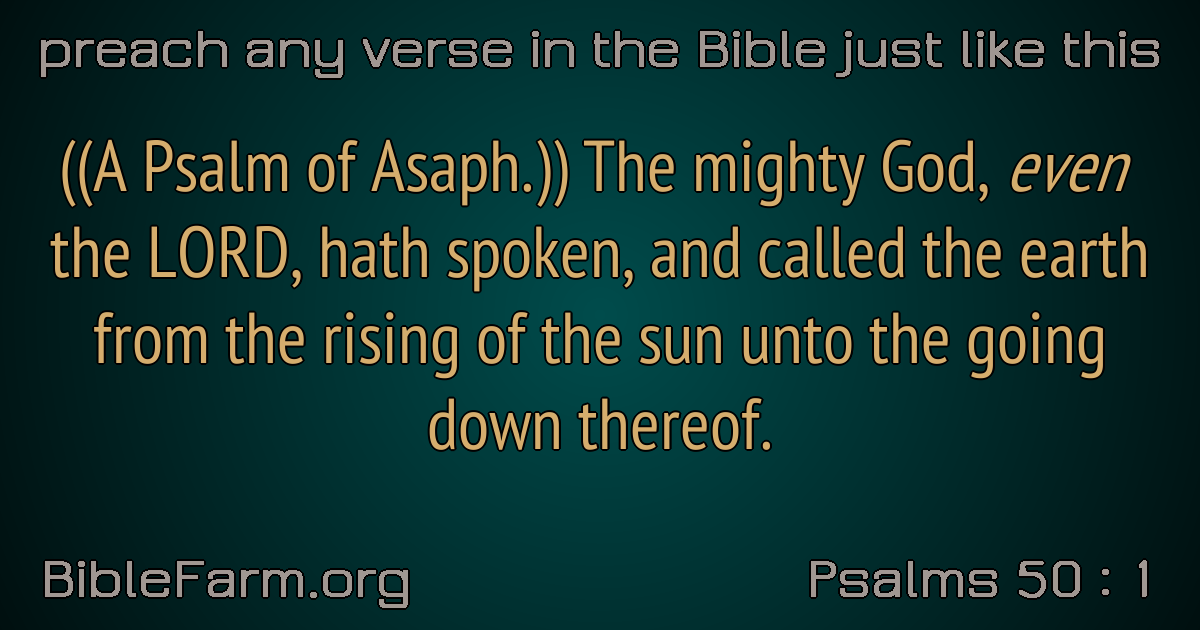 preach any verse in the Bible just like this
((A Psalm of Asaph.)) The mighty God, even
the LORD, hath spoken, and called the earth
from the rising of the sun unto the going
down thereof.
BibleFarm.org
Psalms 50 : 1